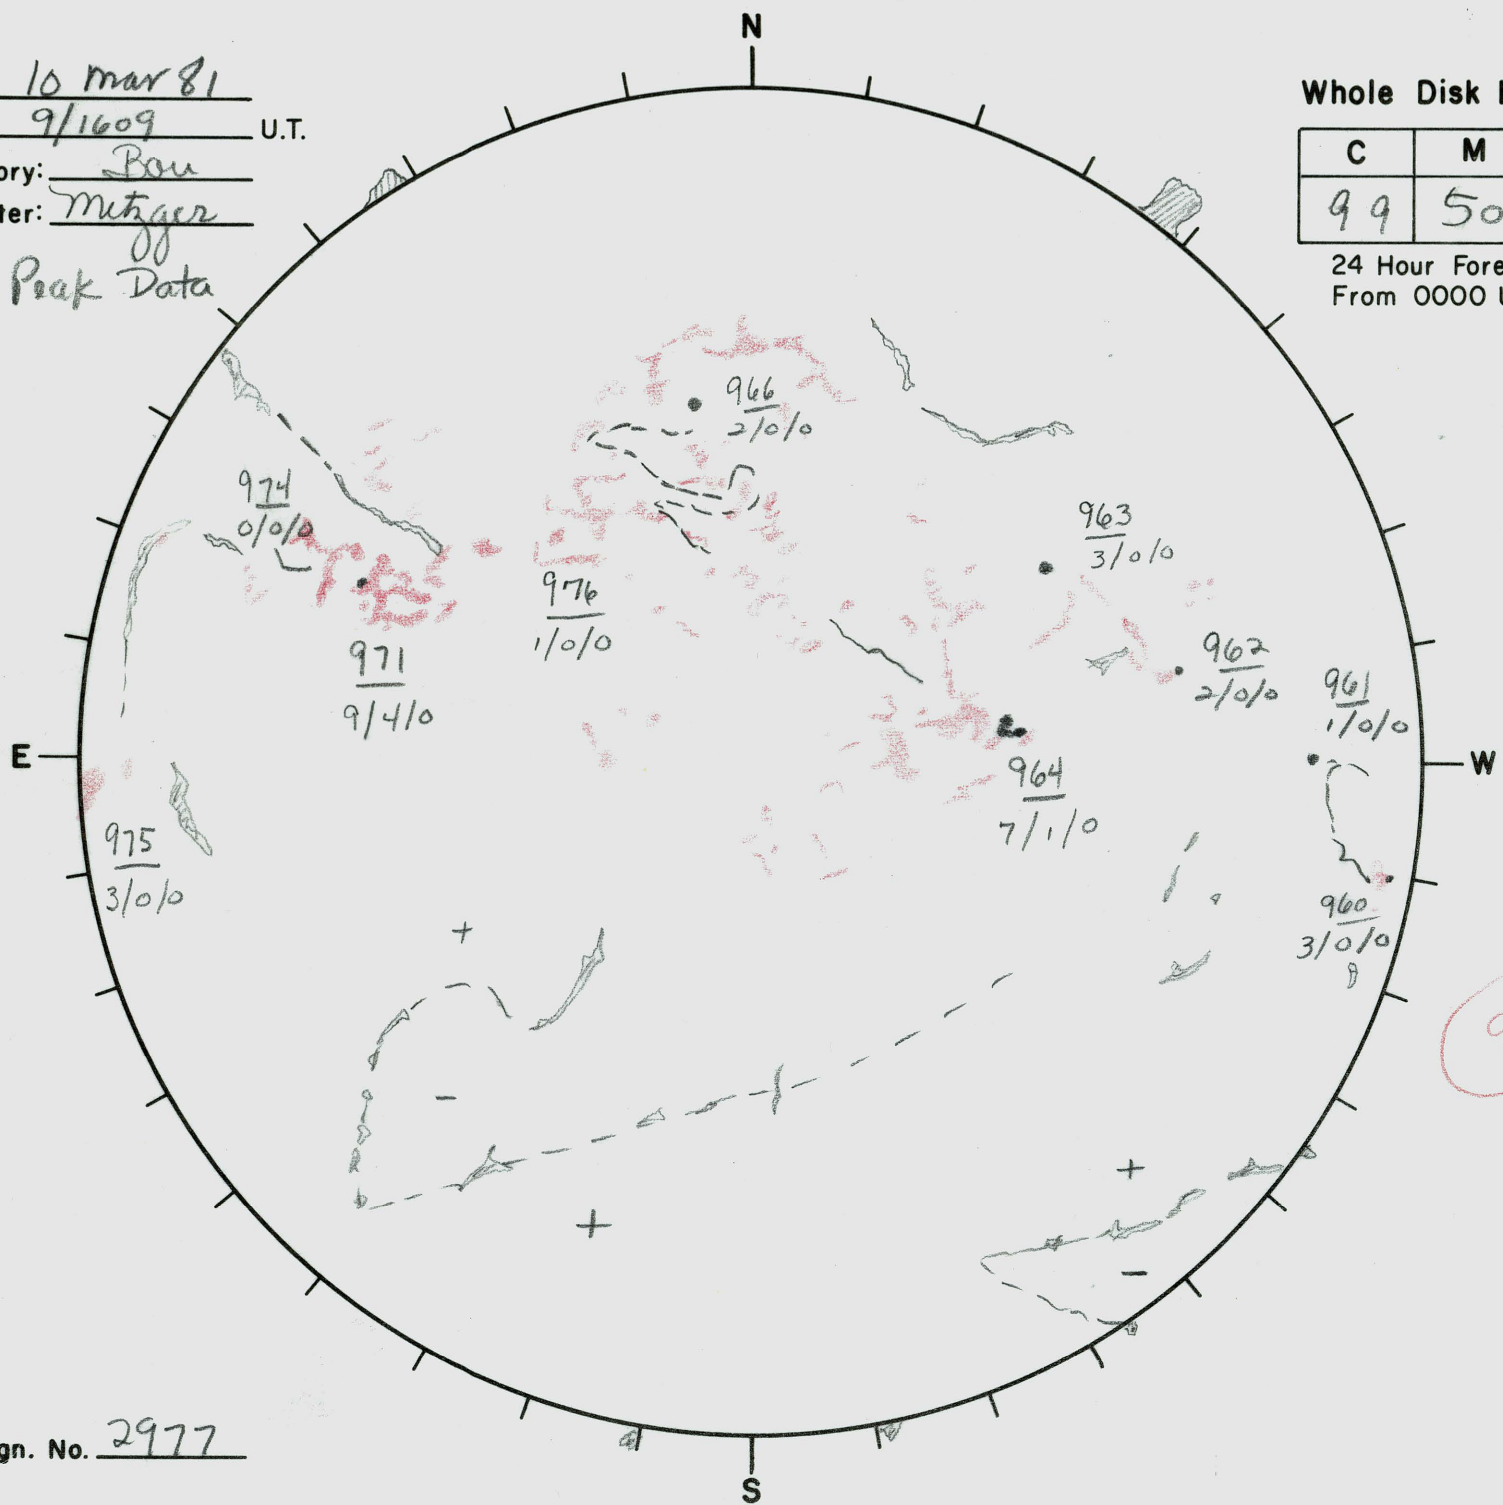 N
10 Mar 81
9/1609 U.T.
ory: Bou
ter: Metzger
Peak Data
Whole Disk
C M
99 50
24 Hour Fore
From 0000 U
966
2/0/0
974
0/0/0
963
3/0/0
976
1/0/0
971
9/4/0
962
2/0/0
961
1/0/0
E
W
964
7/1/0
975
3/0/0
960
3/0/0
+
-
+
+
-
gn. No. 2977
S